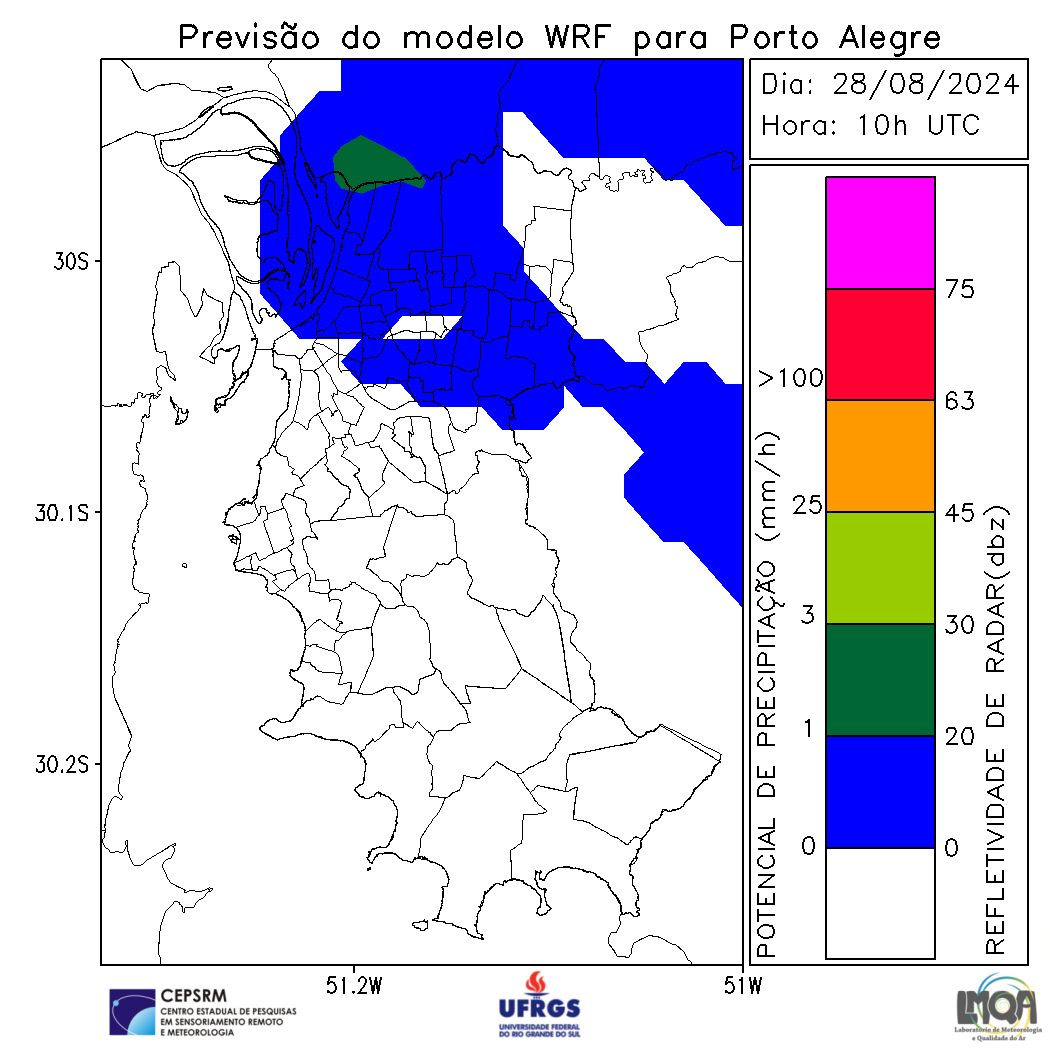 Previsão do modelo WRF para Porto Alegre
Dia: 28/08/2024
Hora: 10h UTC
30S
30.1S
30.2S
51.2W
51W
POTENCIAL DE PRECIPITAÇÃO (mm/h)
>100
25
3
1
0
75
63
45
30
20
0
REFLETIVIDADE DE RADAR(dbz)
CEPSRM
CENTRO ESTADUAL DE PESQUISAS
EM SENSORIAMENTO REMOTO
E METEOROLOGIA
UFRGS
UNIVERSIDADE FEDERAL
DO RIO GRANDE DO SUL
LMQA
Laboratório de Meteorologia
e Qualidade do Ar